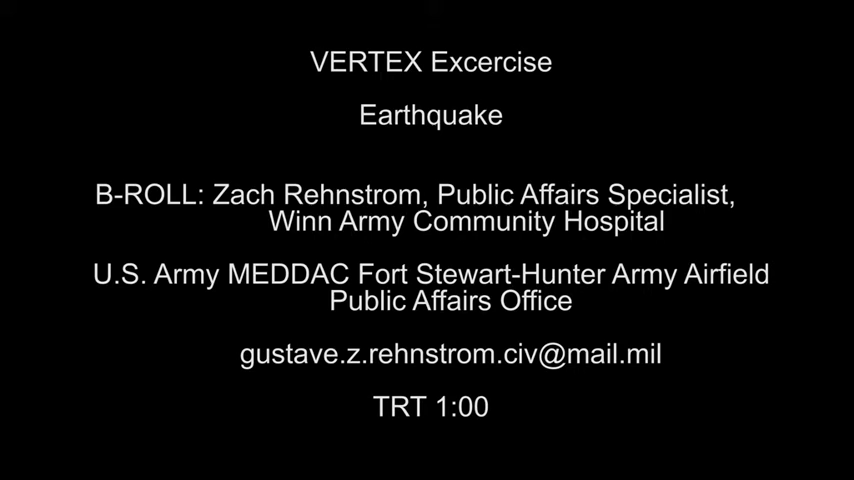 VERTEX Excercise
Earthquake
B-ROLL: Zach Rehnstrom, Public Affairs Specialist,
Winn Army Community Hospital
U.S. Army MEDDAC Fort Stewart-Hunter Army Airfield
Public Affairs Office
gustave.z.rehnstrom.civ@mail.mil
TRT 1:00